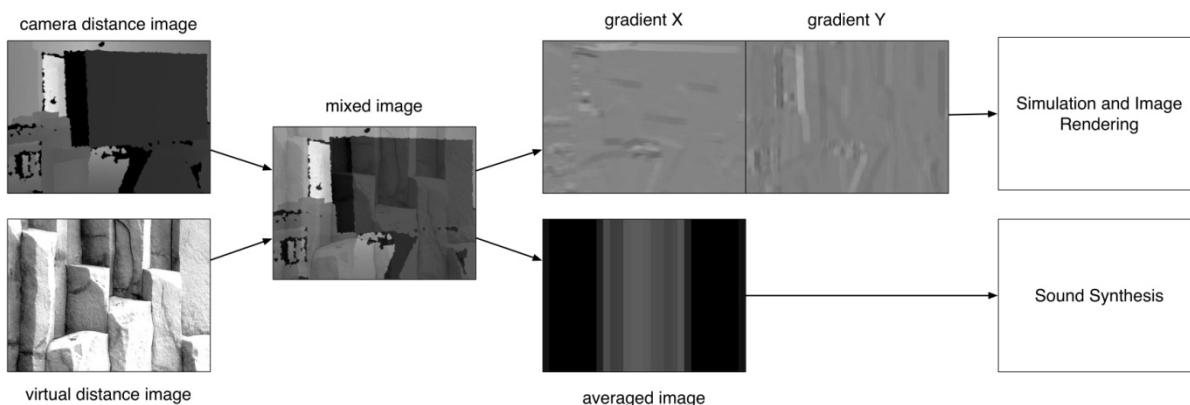 camera distance image
gradient X
gradient Y
mixed image
Simulation and Image
Rendering
Sound Synthesis
virtual distance image
averaged image